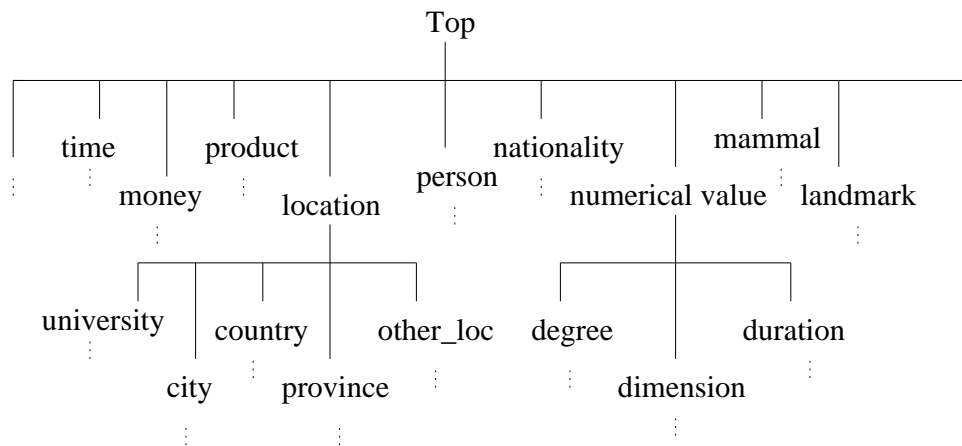 Top
time
product
nationality
mammal
money
location
person
numerical value
landmark
university
country
other_loc
degree
duration
city
province
dimension